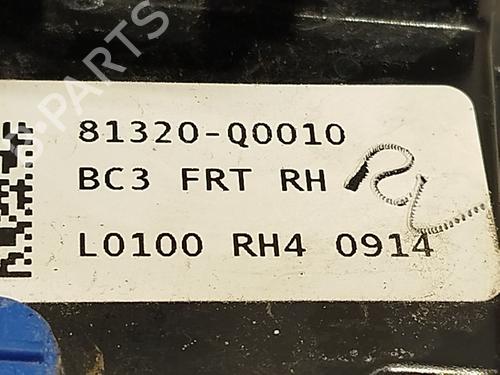 81320-Q0010
BC3 FRT RH
L0100 RH4 0914
B-PARTS